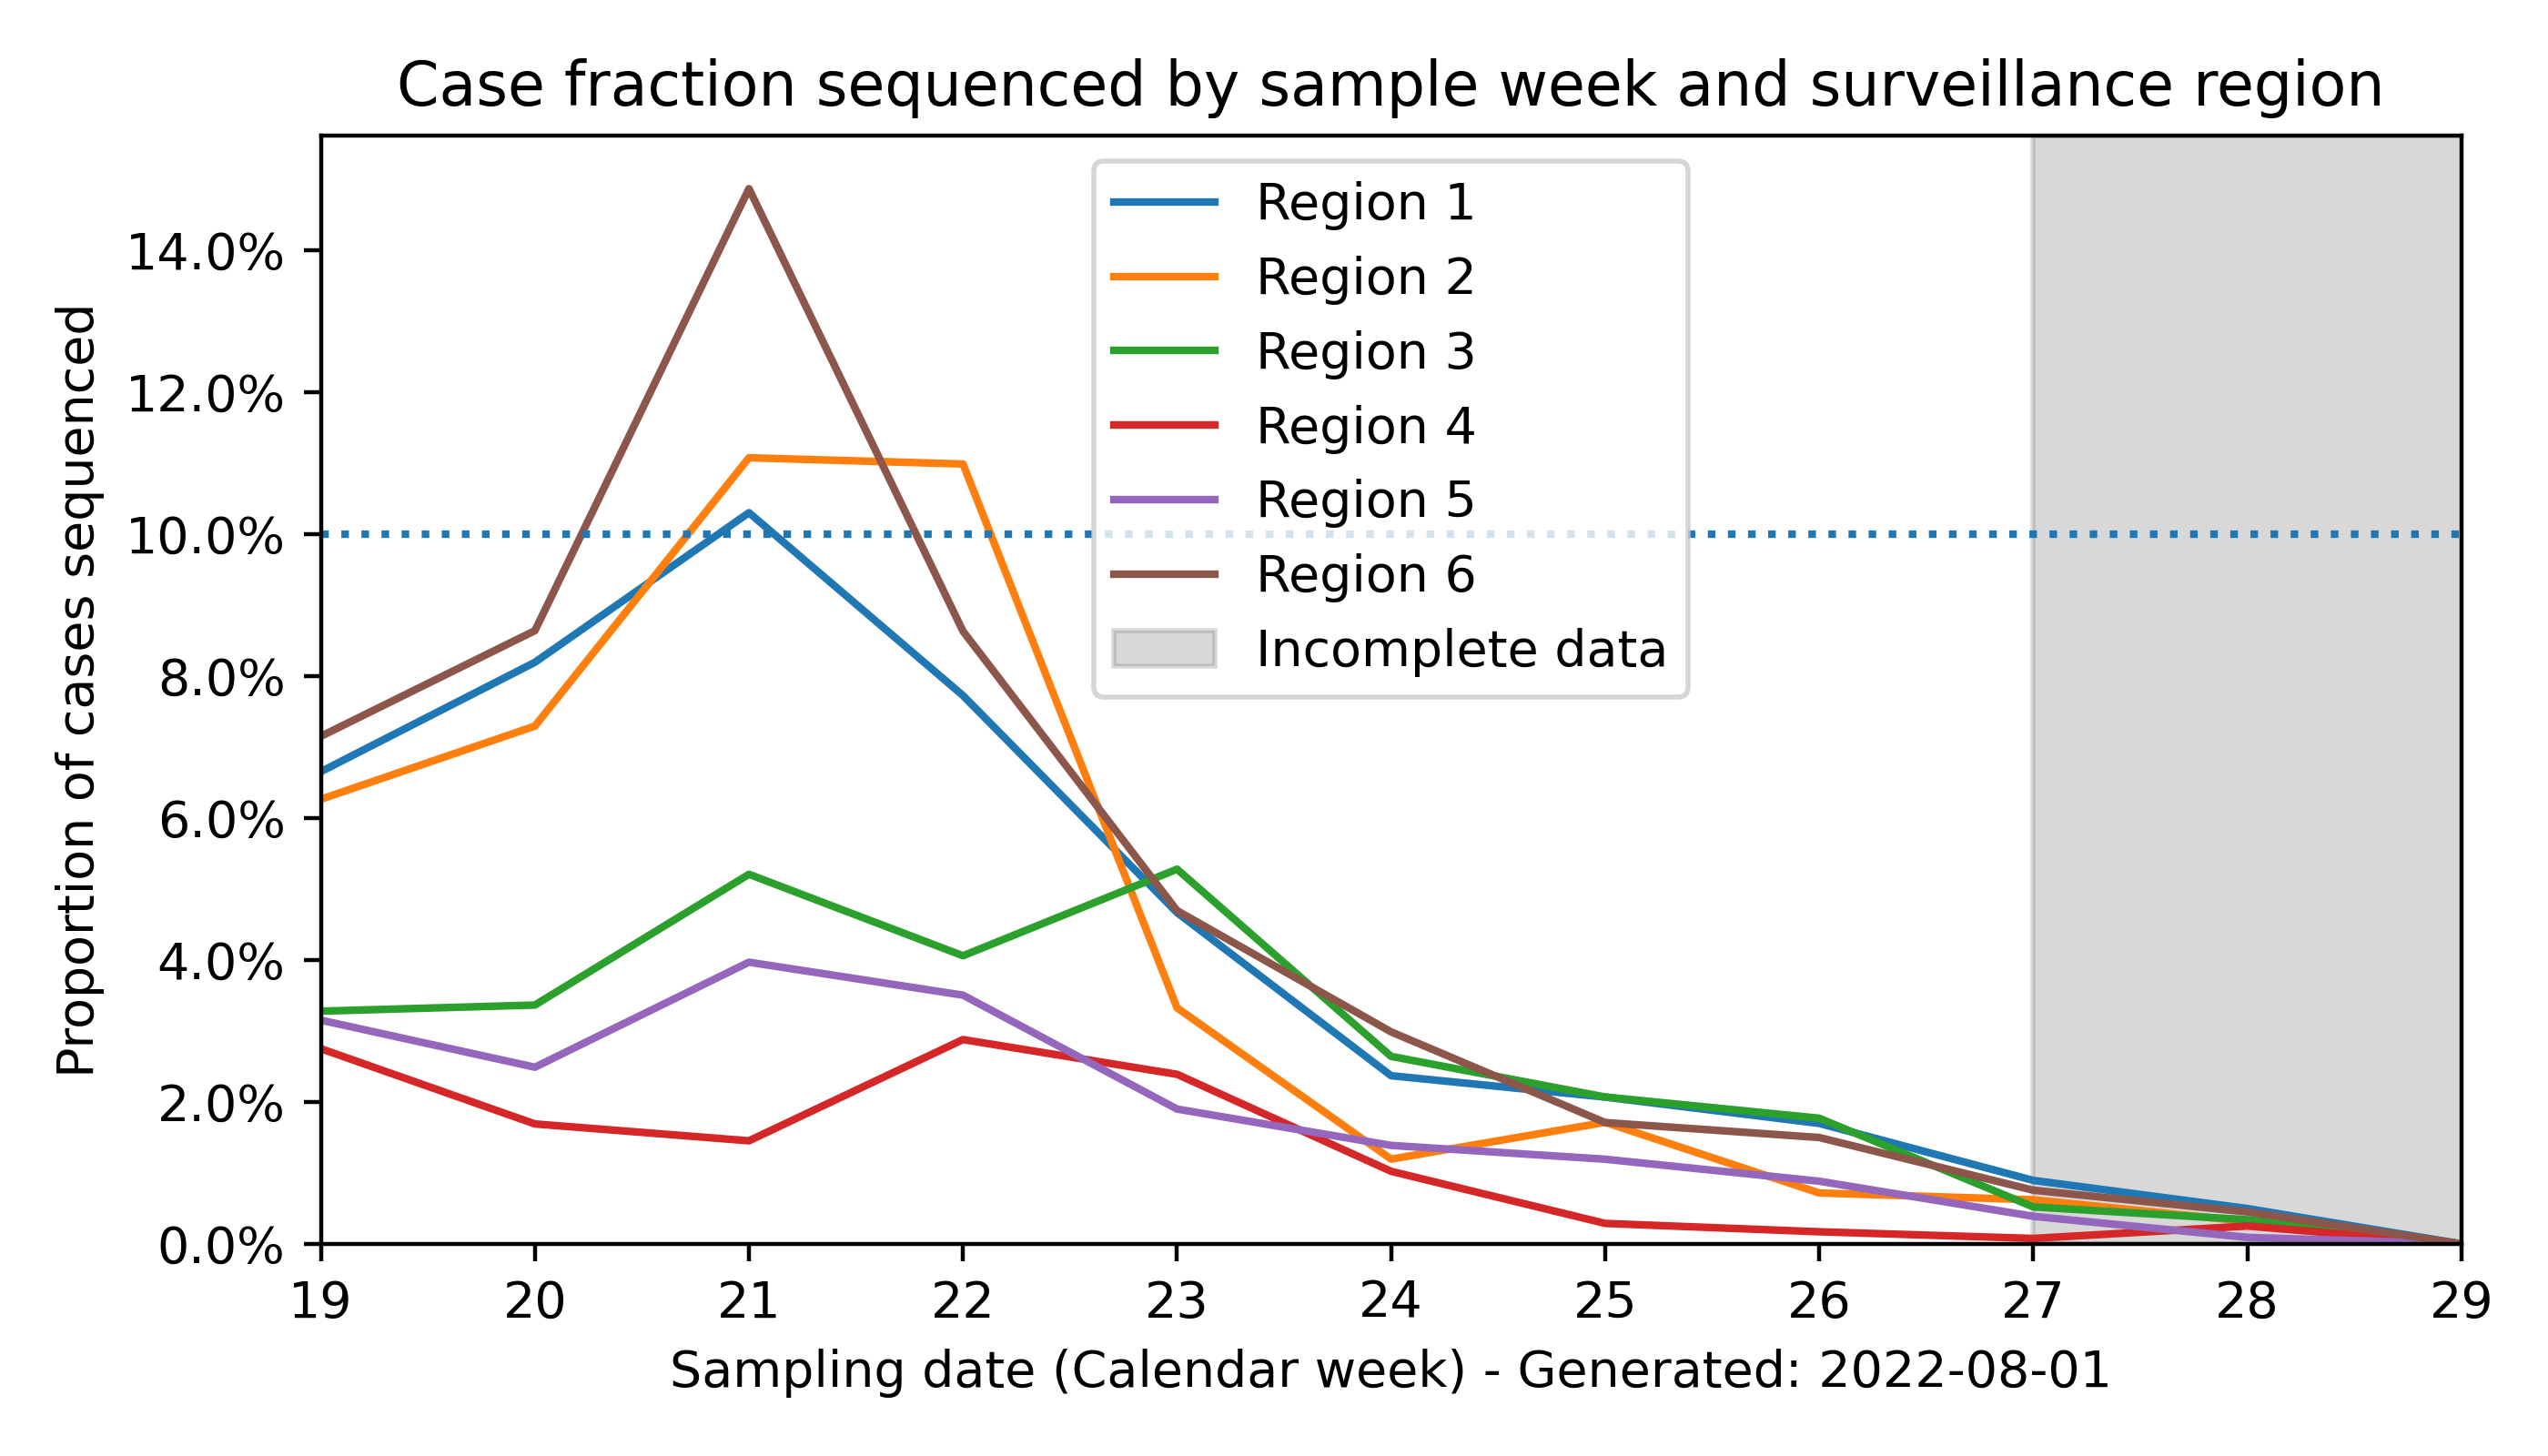 Case fraction sequenced by sample week and surveillance region
Proportion of cases sequenced
14.0%
12.0%
10.0%
8.0%
6.0%
4.0%
2.0%
0.0%
Region 1
Region 2
Region 3
Region 4
Region 5
Region 6
Incomplete data
19 20 21 22 23 24 25 26 27 28 29
Sampling date (Calendar week) - Generated: 2022-08-01